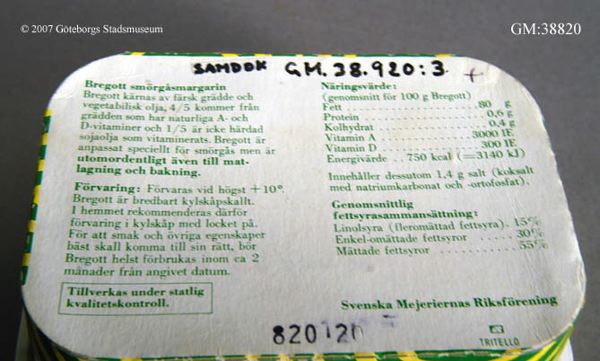 © 2007 Göteborgs Stadsmuseum
GM:38820
SAMDOK GM.38.920:3 +
Bregott smörgåsmargarin
Bregott kärnas av färsk grädde och
vegetabilisk olja, 4/5 kommer från
grädden som har naturliga A- och
D-vitaminer och 1/5 är icke härdad
sojaolja som vitaminerats. Bregott är
anpassat speciellt för smörgås men är
utomordentligt även till mat-
lagning och bakning.
Förvaring: Förvaras vid högst +10°.
Bregott är bredbart kylskåpskallt.
I hemmet rekommenderas därför
förvaring i kylskåp med locket på.
För att smak och övriga egenskaper
bäst skall komma till sin rätt, bör
Bregott helst förbrukas inom ca 2
månader från angivet datum.
Tillverkas under statlig
kvalitetskontroll.
Näringsvärde:
(genomsnitt för 100 g Bregott)
Fett 80 g
Protein 0,6 g
Kolhydrat 0,4 g
Vitamin A 3000 IE
Vitamin D 300 IE
Energivärde ..750 kcal (=3140 kJ)
Innehåller dessutom 1,4 g salt (koksalt
med natriumkarbonat och -ortofosfat).
Genomsnittlig
fettsyrasammansättning:
Linolsyra (fleromättad fettsyra). 15%
Enkel-omättade fettsyror ..... 30%
Mättade fettsyror ........... 55%
Svenska Mejeriernas Riksförening
820120
TRITELLO